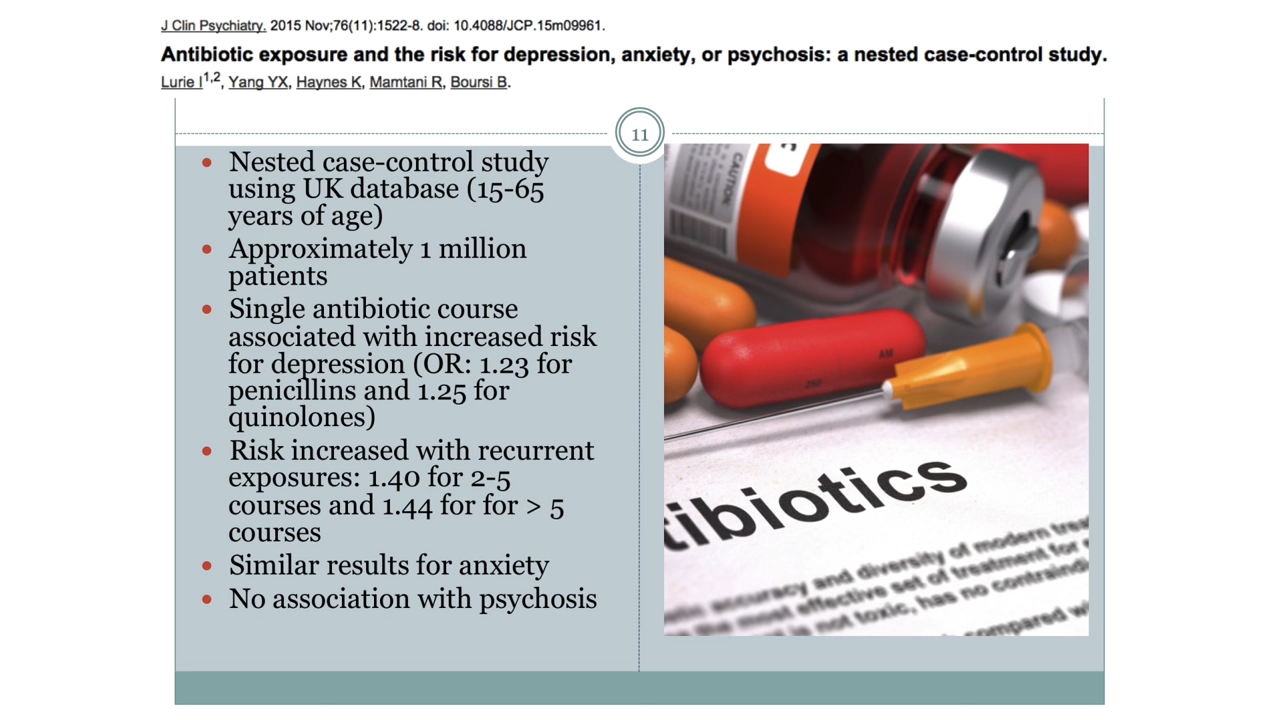 J Clin Psychiatry. 2015 Nov;76(11):1522-8. doi: 10.4088/JCP.15m09961.
Antibiotic exposure and the risk for depression, anxiety, or psychosis: a nested case-control study.
Lurie I1,2, Yang YX, Haynes K, Mamtani R, Boursi B.
11
• Nested case-control study
using UK database (15-65
years of age)
• Approximately 1 million
patients
• Single antibiotic course
associated with increased risk
for depression (OR: 1.23 for
penicillins and 1.25 for
quinolones)
• Risk increased with recurrent
exposures: 1.40 for 2-5
courses and 1.44 for for > 5
courses
• Similar results for anxiety
• No association with psychosis
CAUTION:
AM
250
tibiotics
accuracy and diversity of modern
the most effective set of treatment for
is not toxic, has no
compared